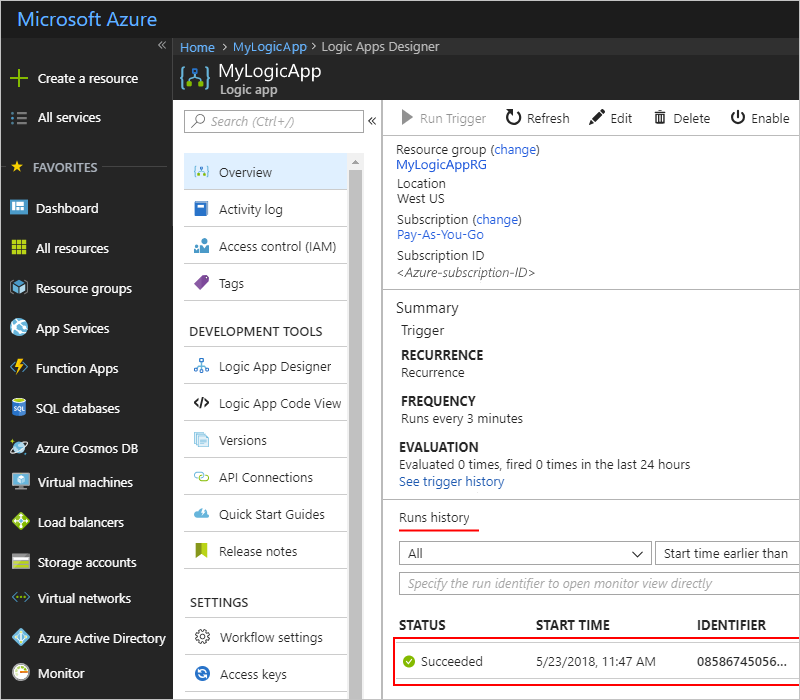 Microsoft Azure
«
Home > MyLogicApp > Logic Apps Designer
MyLogicApp
Logic app
Create a resource
All services
FAVORITES
Dashboard
All resources
Resource groups
App Services
Function Apps
SQL databases
Azure Cosmos DB
Virtual machines
Load balancers
Storage accounts
Virtual networks
Azure Active Directory
Monitor
Search (Ctrl+/)
«
Overview
Activity log
Access control (IAM)
Tags
DEVELOPMENT TOOLS
Logic App Designer
Logic App Code View
Versions
API Connections
Quick Start Guides
Release notes
SETTINGS
Workflow settings
Access keys
Run Trigger Refresh Edit Delete Enable
Resource group (change)
MyLogicAppRG
Location
West US
Subscription (change)
Pay-As-You-Go
Subscription ID
<Azure-subscription-ID>
Summary
Trigger
RECURRENCE
Recurrence
FREQUENCY
Runs every 3 minutes
EVALUATION
Evaluated 0 times, fired 0 times in the last 24 hours
See trigger history
Runs history
All Start time earlier than
Specify the run identifier to open monitor view directly
STATUS START TIME IDENTIFIER
Succeeded 5/23/2018, 11:47 AM 08586745056...